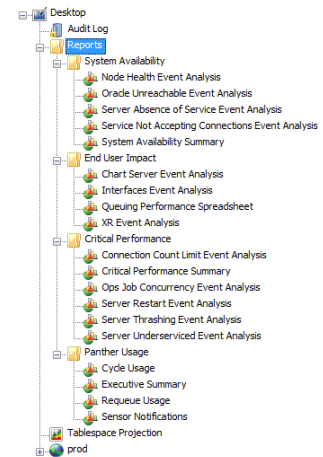 Desktop
Audit Log
Reports
System Availability
Node Health Event Analysis
Oracle Unreachable Event Analysis
Server Absence of Service Event Analysis
Service Not Accepting Connections Event Analysis
System Availability Summary
End User Impact
Chart Server Event Analysis
Interfaces Event Analysis
Queuing Performance Spreadsheet
XR Event Analysis
Critical Performance
Connection Count Limit Event Analysis
Critical Performance Summary
Ops Job Concurrency Event Analysis
Server Restart Event Analysis
Server Thrashing Event Analysis
Server Underserviced Event Analysis
Panther Usage
Cycle Usage
Executive Summary
Requeue Usage
Sensor Notifications
Tablespace Projection
prod